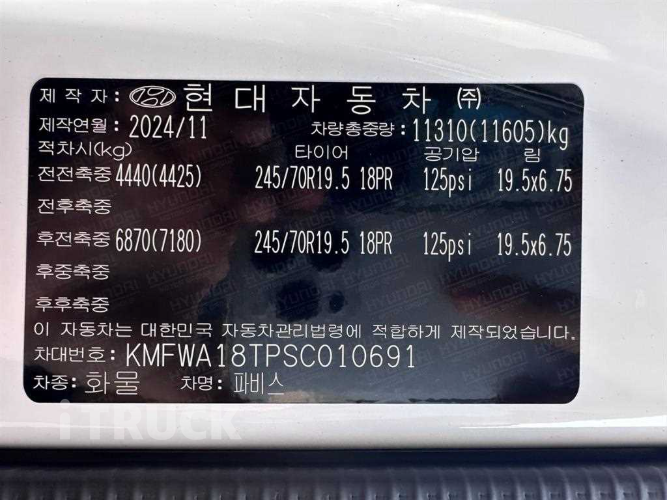 제 작 자 : 현 대 자 동 차 ㈜
제작연월 : 2024/11 차량총중량 : 11310(11605)kg
적차시(kg) 타이어 공기압 림
전전축중 4440(4425) 245/70R19.5 18PR 125psi 19.5x6.75
전후축중
후전축중 6870(7180) 245/70R19.5 18PR 125psi 19.5x6.75
후중축중
후후축중
이 자동차는 대한민국 자동차관리법령에 적합하게 제작되었습니다.
차대번호 : KMFWA18TPSC010691
차종 : 화물 차명 : 파비스
iTRUCK